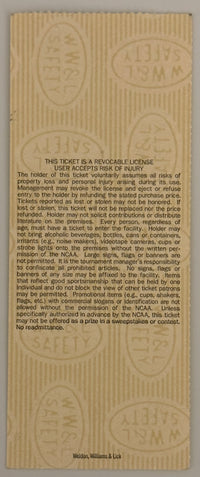 THIS TICKET IS A REVOCABLE LICENSE
USER ACCEPTS RISK OF INJURY
The holder of this ticket voluntarily assumes all risks of
property loss and personal injury arising during its use.
Management may revoke the license and eject or refuse
entry to the holder by refunding the stated purchase price.
Tickets reported as lost or stolen may not be honored. If
lost or stolen, this ticket will not be replaced nor the price
refunded. Holder may not solicit contributions or distribute
literature on the premises. Every person, regardless of
age, must have a ticket to enter the facility. Holder may
not bring alcoholic beverages, bottles, cans or containers,
irritants (e.g., noise makers), videotape cameras, cups or
strobe lights onto the premises without the written per-
mission of the NCAA. Large signs, flags or banners are
not permitted. It is the tournament manager's responsibility
to confiscate all prohibited articles. No signs, flags or
banners of any size may be affixed to the facility. Items
that reflect good sportsmanship that can be held by one
individual and do not block the view of other ticket patrons
may be permitted. Promotional items (e.g., cups, shakers,
flags, etc.) with commercial slogans or identification are not
allowed without the permission of the NCAA. Unless
specifically authorized in advance by the NCAA, this ticket
may not be offered as a prize in a sweepstakes or contest.
No readmittance.
Weldon, Williams & Lick
WW&L
SAFETY